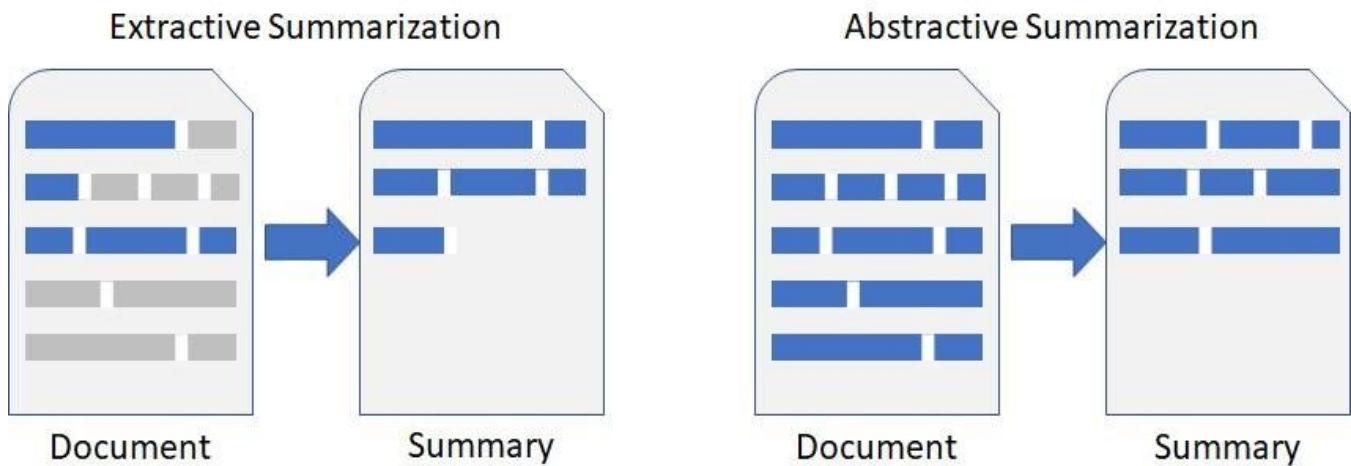 Extractive Summarization
Abstractive Summarization
Document
Summary
Document
Summary